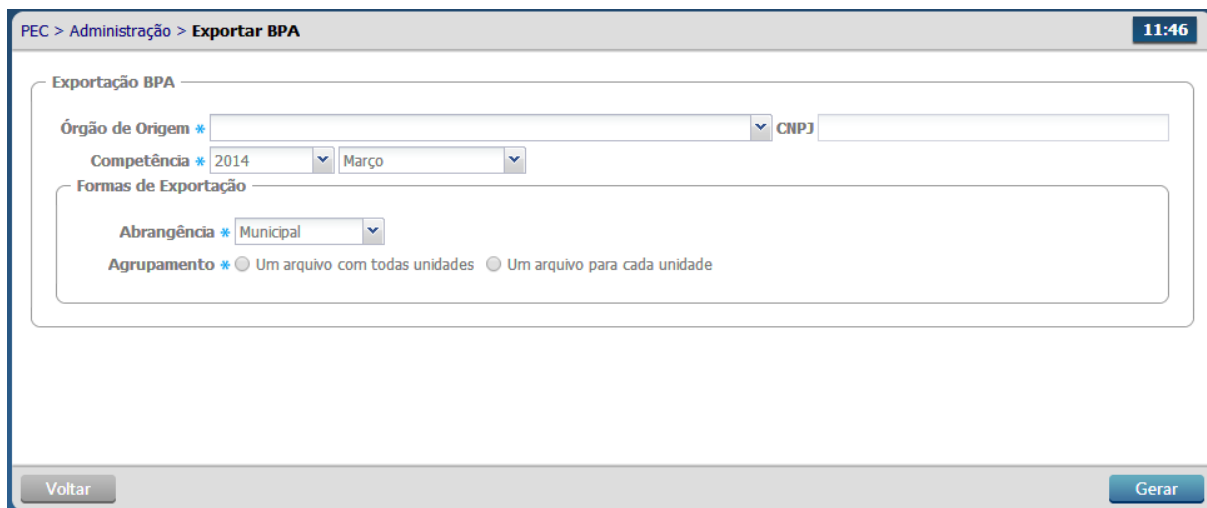 PEC > Administração > Exportar BPA 11:46
Exportação BPA
Órgão de Origem * CNPJ
Competência * 2014 Março
Formas de Exportação
Abrangência * Municipal
Agrupamento * Um arquivo com todas unidades Um arquivo para cada unidade
Voltar Gerar